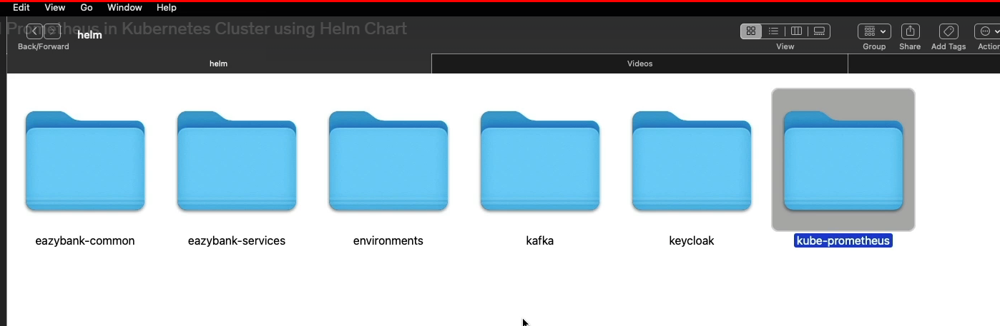 Edit View Go Window Help
Prometheus in Kubernetes Cluster using Helm Chart
helm
Back/Forward View Group Share Add Tags Action
helm Videos
eazybank-common eazybank-services environments kafka keycloak kube-prometheus